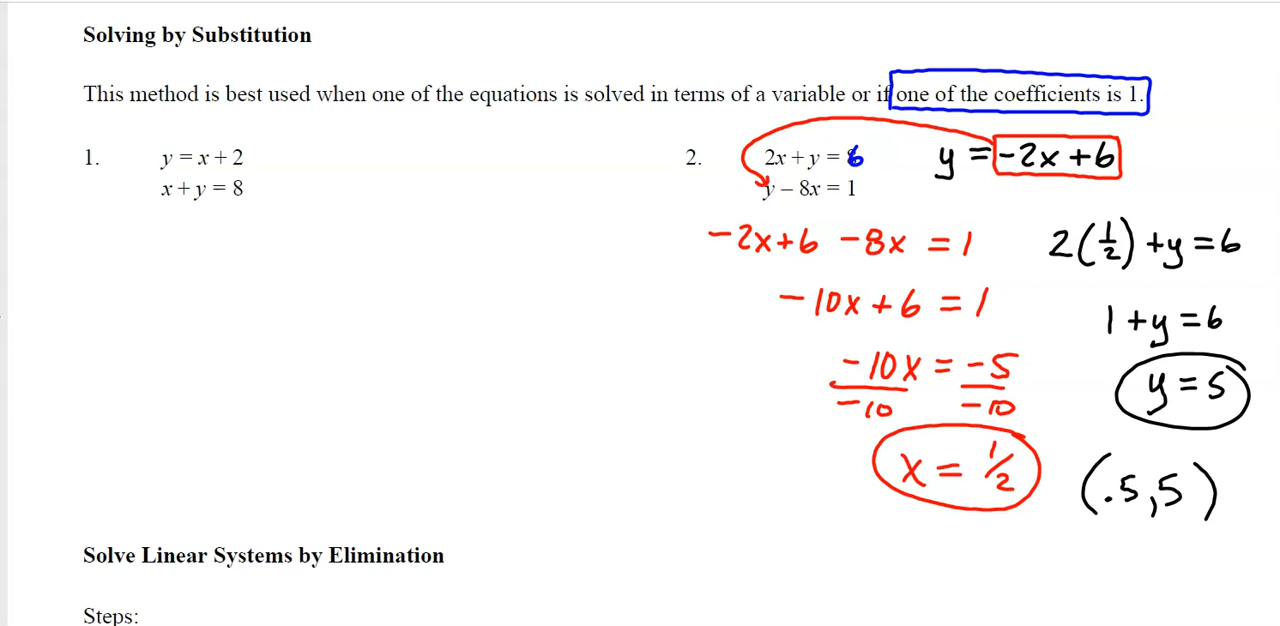 Solving by Substitution
This method is best used when one of the equations is solved in terms of a variable or if one of the coefficients is 1.
1. y = x + 2
x + y = 8
2. 2x + y = 6 y = -2x + 6
y – 8x = 1
-2x + 6 - 8x = 1
-10x + 6 = 1
-10x = -5
-10 -10
x = 1/2
2(1/2) + y = 6
1 + y = 6
y = 5
(.5, 5)
Solve Linear Systems by Elimination
Steps: